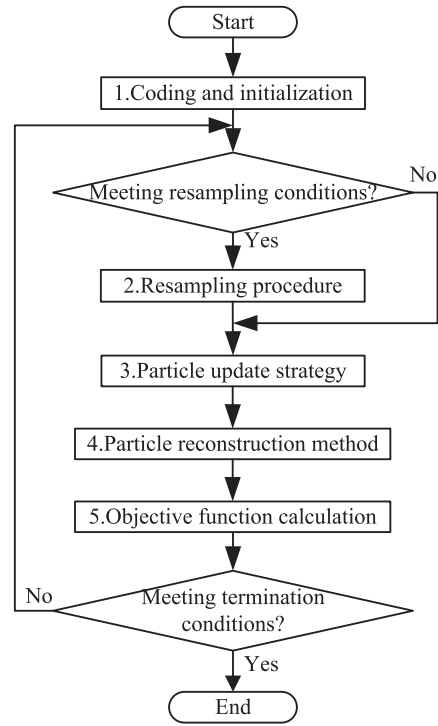 Start
1.Coding and initialization
Meeting resampling conditions?
No
Yes
2.Resampling procedure
3.Particle update strategy
4.Particle reconstruction method
5.Objective function calculation
Meeting termination
conditions?
No
Yes
End